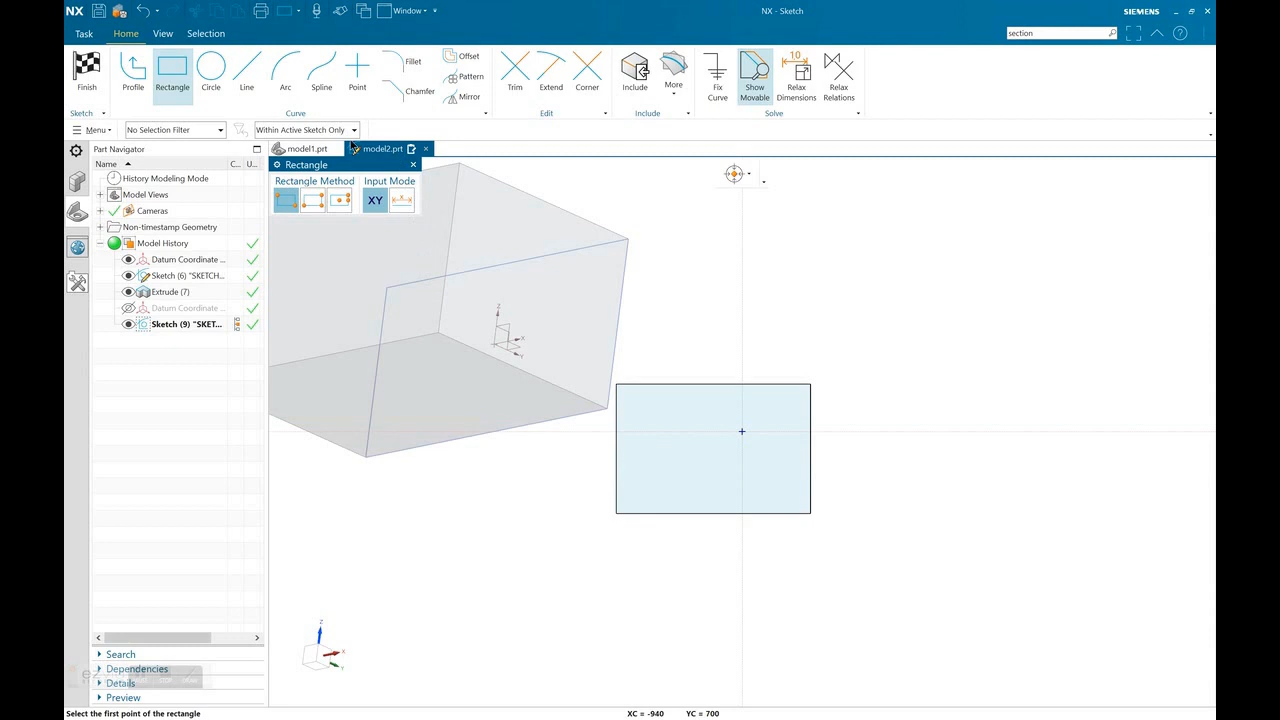 NX
Window
NX - Sketch
SIEMENS
Task
Home
View
Selection
section
Finish
Profile
Rectangle
Circle
Line
Arc
Spline
Point
Fillet
Chamfer
Offset
Pattern
Mirror
Trim
Extend
Corner
Include
More
Fix Curve
Show Movable
10
Relax Dimensions
Relax Relations
Sketch
Curve
Edit
Include
Solve
Menu
No Selection Filter
Within Active Sketch Only
Part Navigator
model1.prt
model2.prt
Name
C...
U...
Rectangle
Rectangle Method
Input Mode
XY
History Modeling Mode
Model Views
Cameras
Non-timestamp Geometry
Model History
Datum Coordinate ...
Sketch (6) "SKETCH...
Extrude (7)
Datum Coordinate ...
Sketch (9) "SKET...
Z
X
Y
Z
X
Y
Search
Dependencies
Details
Preview
Select the first point of the rectangle
XC = -940
YC = 700